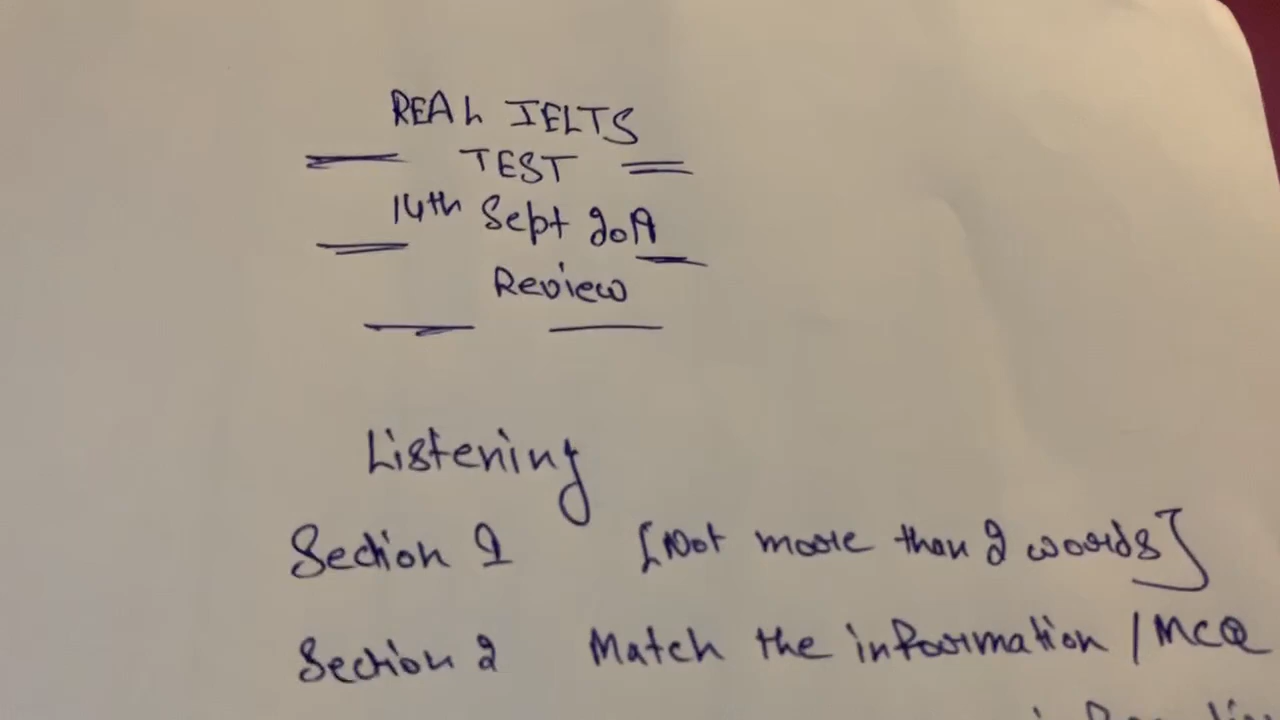 REAL IELTS
TEST
14th Sept 2019
Review
Listening
Section 1 [Not more than 2 words]
Section 2 Match the information / MCQ